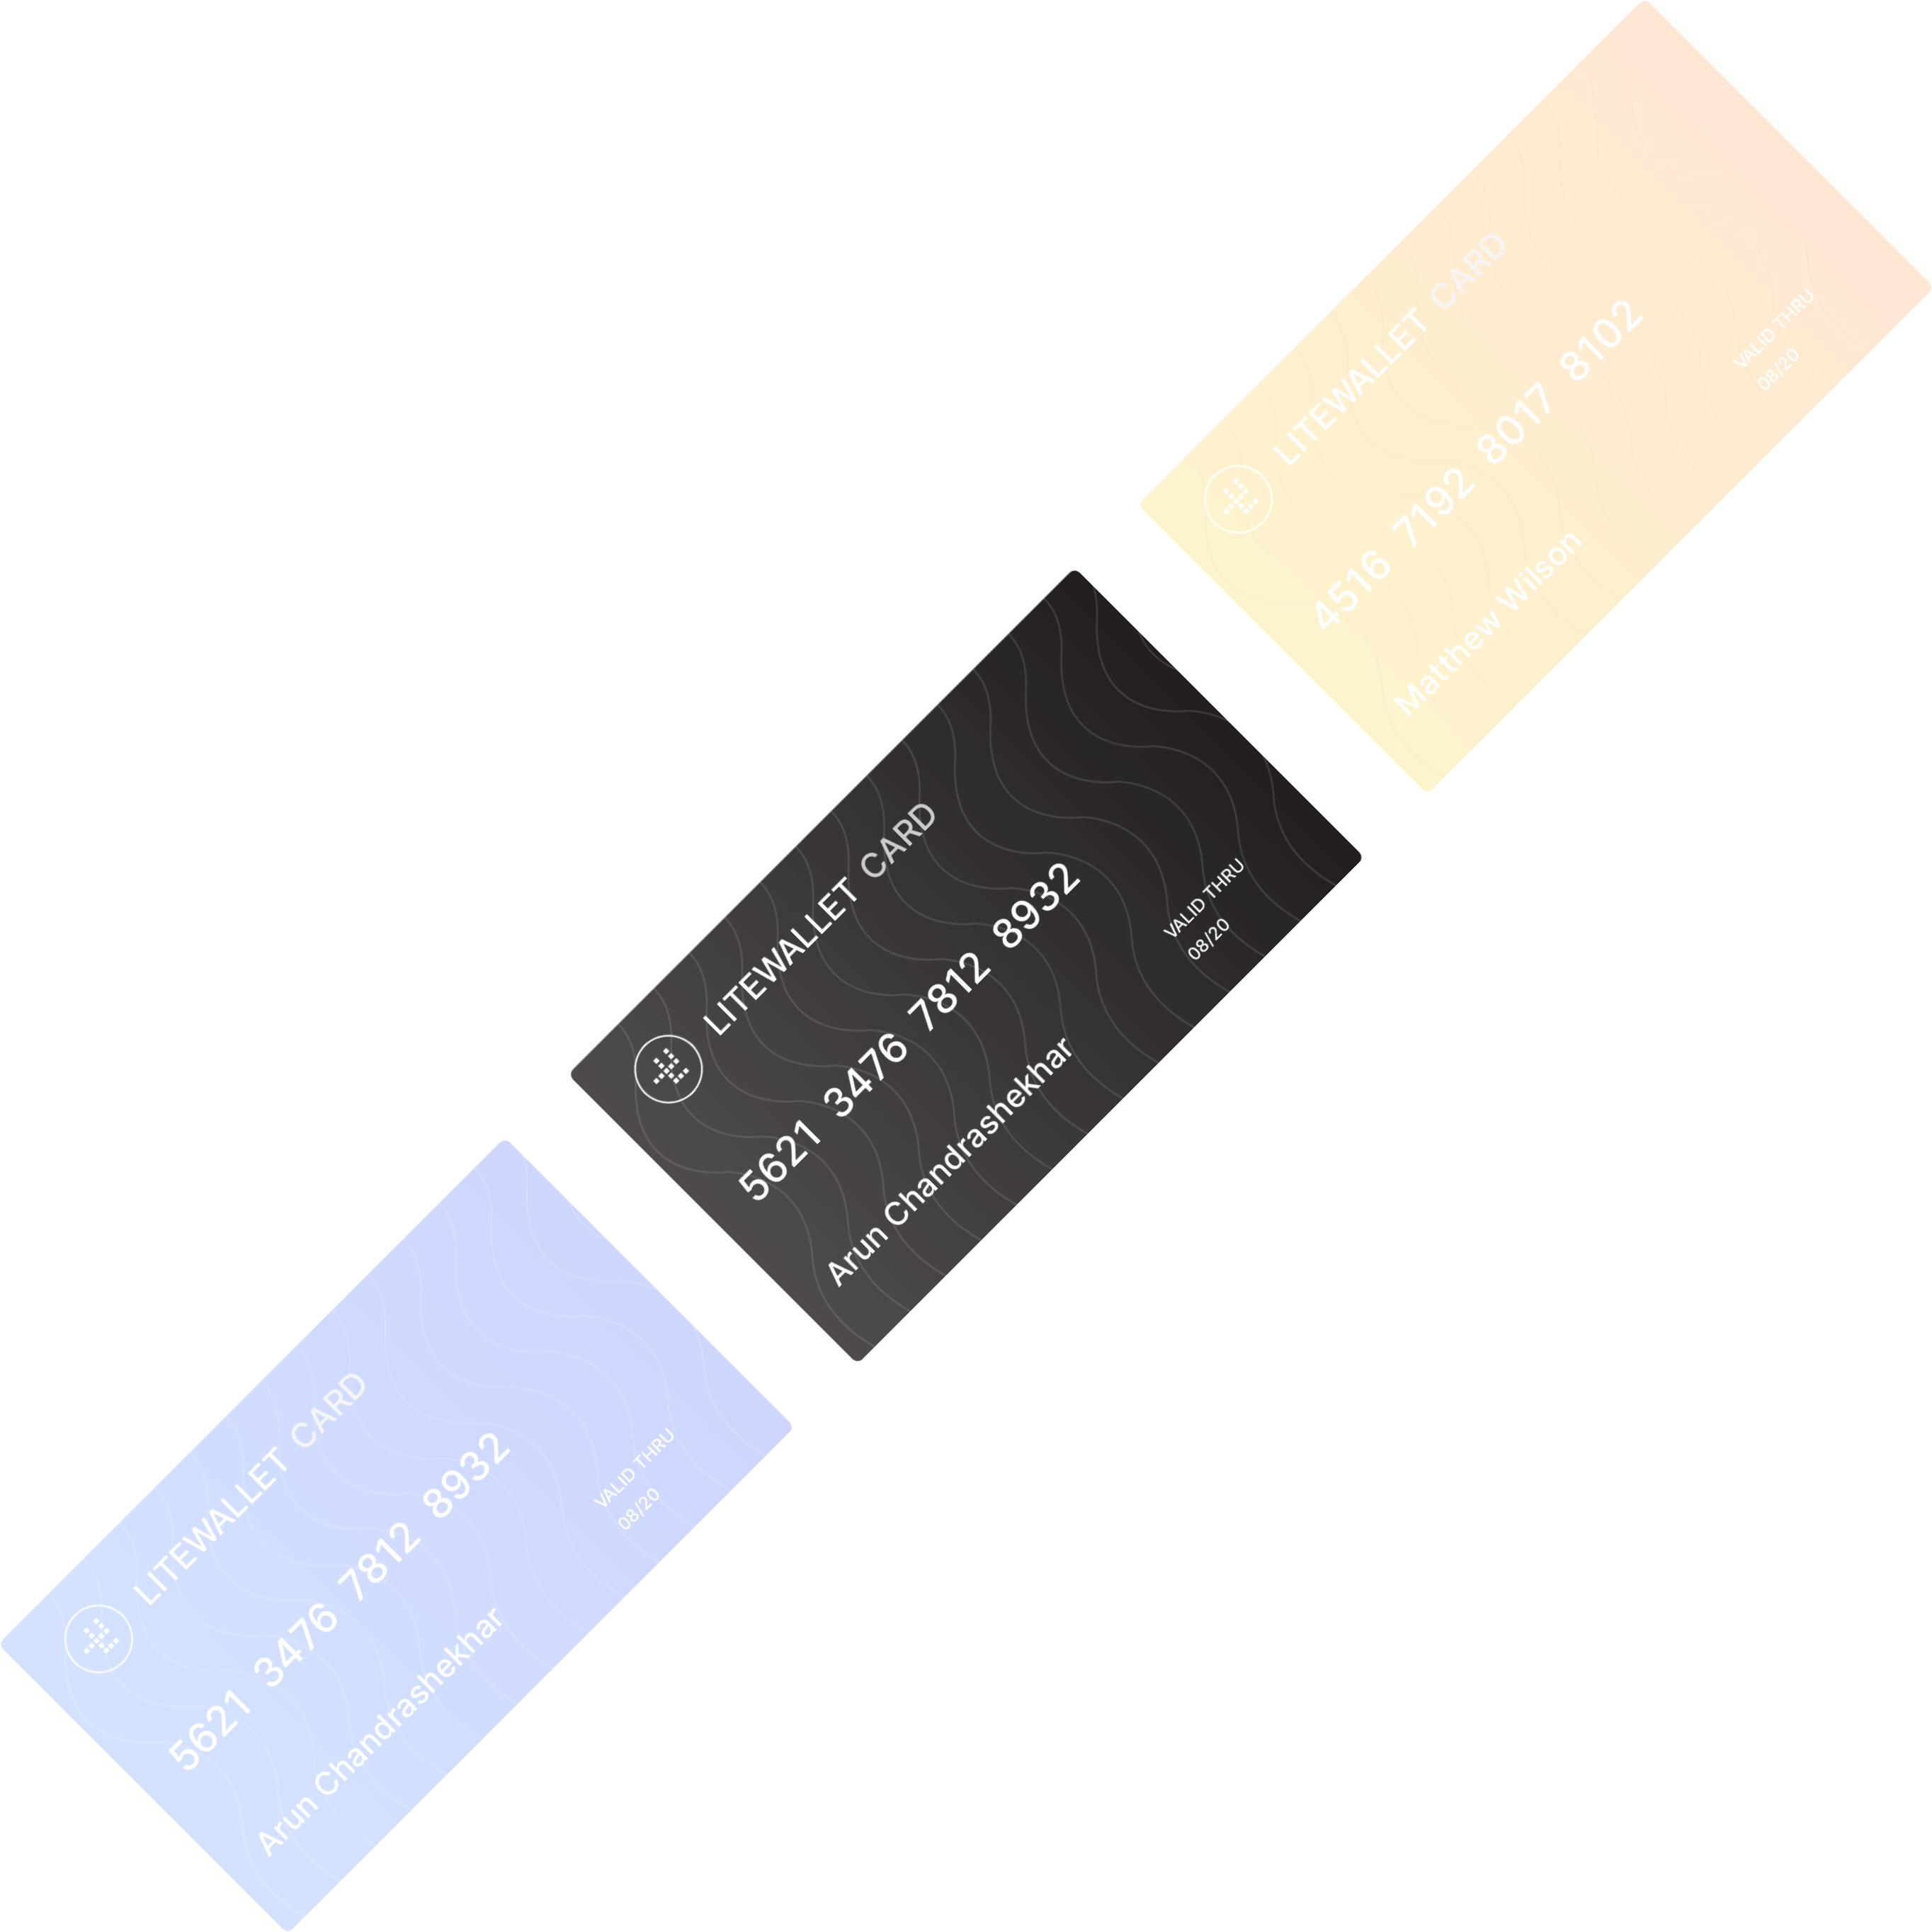 LITEWALLET CARD
4516 7192 8017 8102
Matthew Wilson
VALID THRU
08/20
LITEWALLET CARD
5621 3476 7812 8932
Arun Chandrashekhar
VALID THRU
08/20
LITEWALLET CARD
5621 3476 7812 8932
Arun Chandrashekhar
VALID THRU
08/20